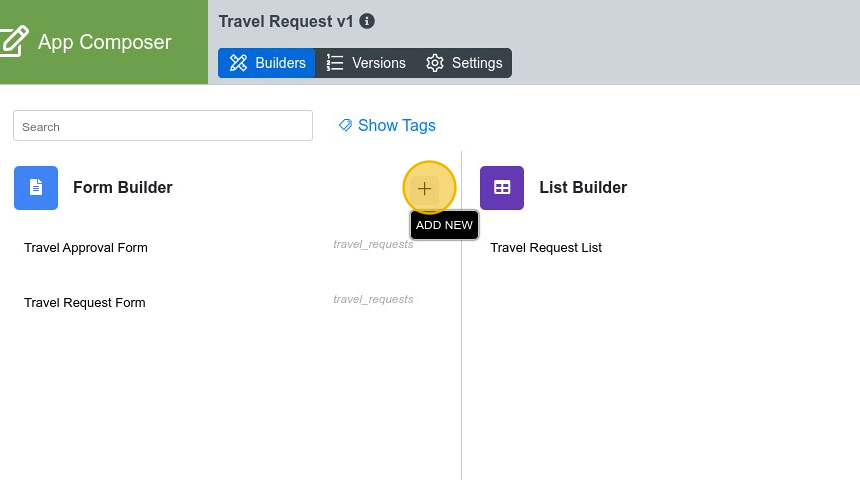 Travel Request v1
App Composer
Builders
Versions
Settings
Search
Show Tags
Form Builder
List Builder
ADD NEW
Travel Approval Form
travel_requests
Travel Request List
Travel Request Form
travel_requests